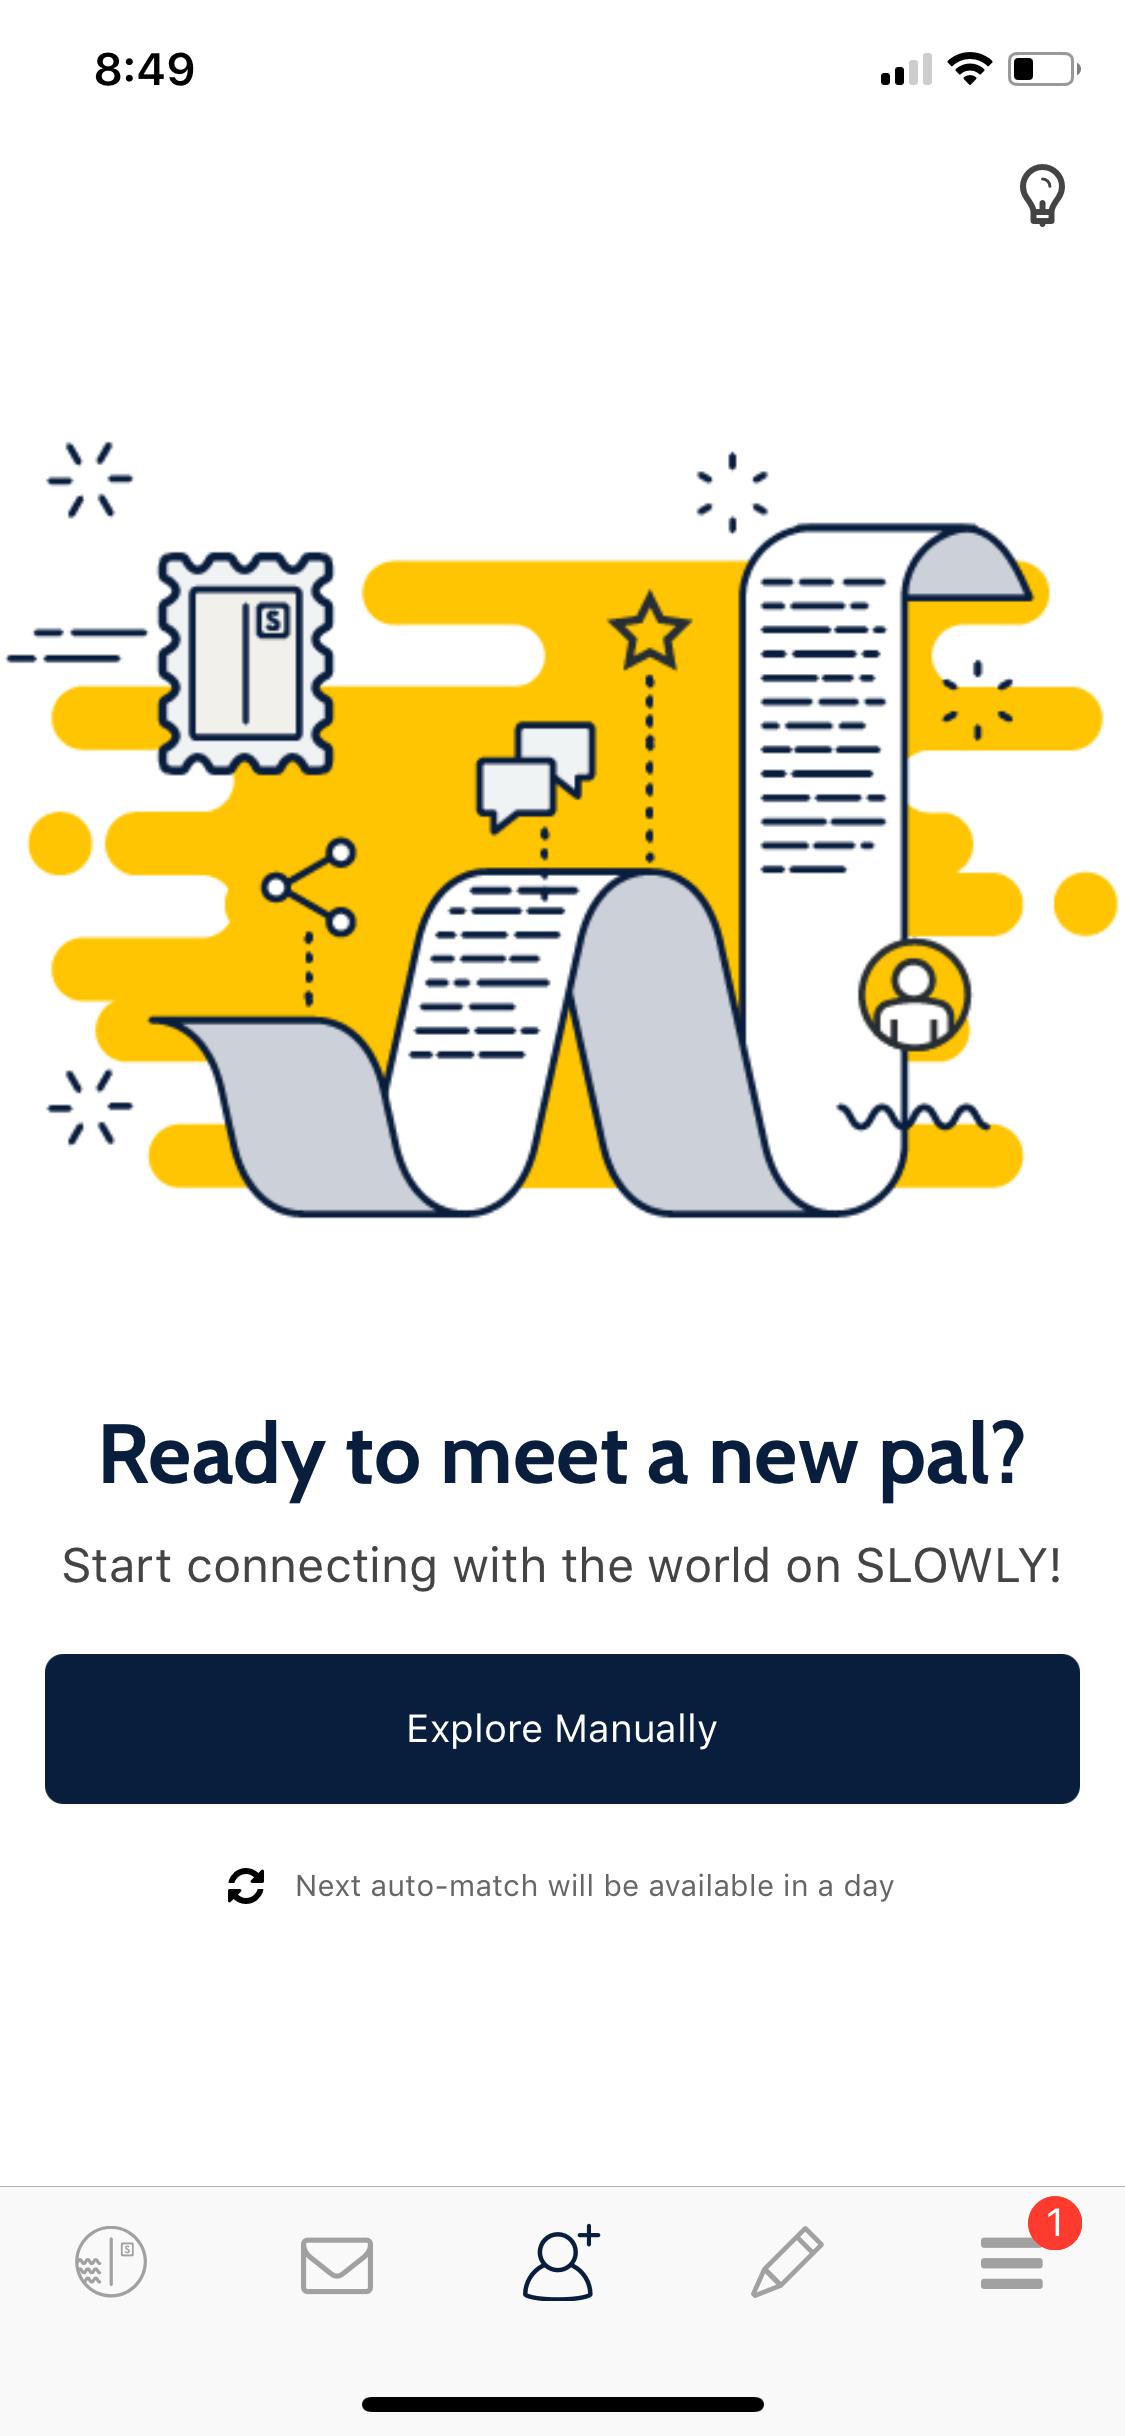 8:49
S
Ready to meet a new pal?
Start connecting with the world on SLOWLY!
Explore Manually
Next auto-match will be available in a day
S
1